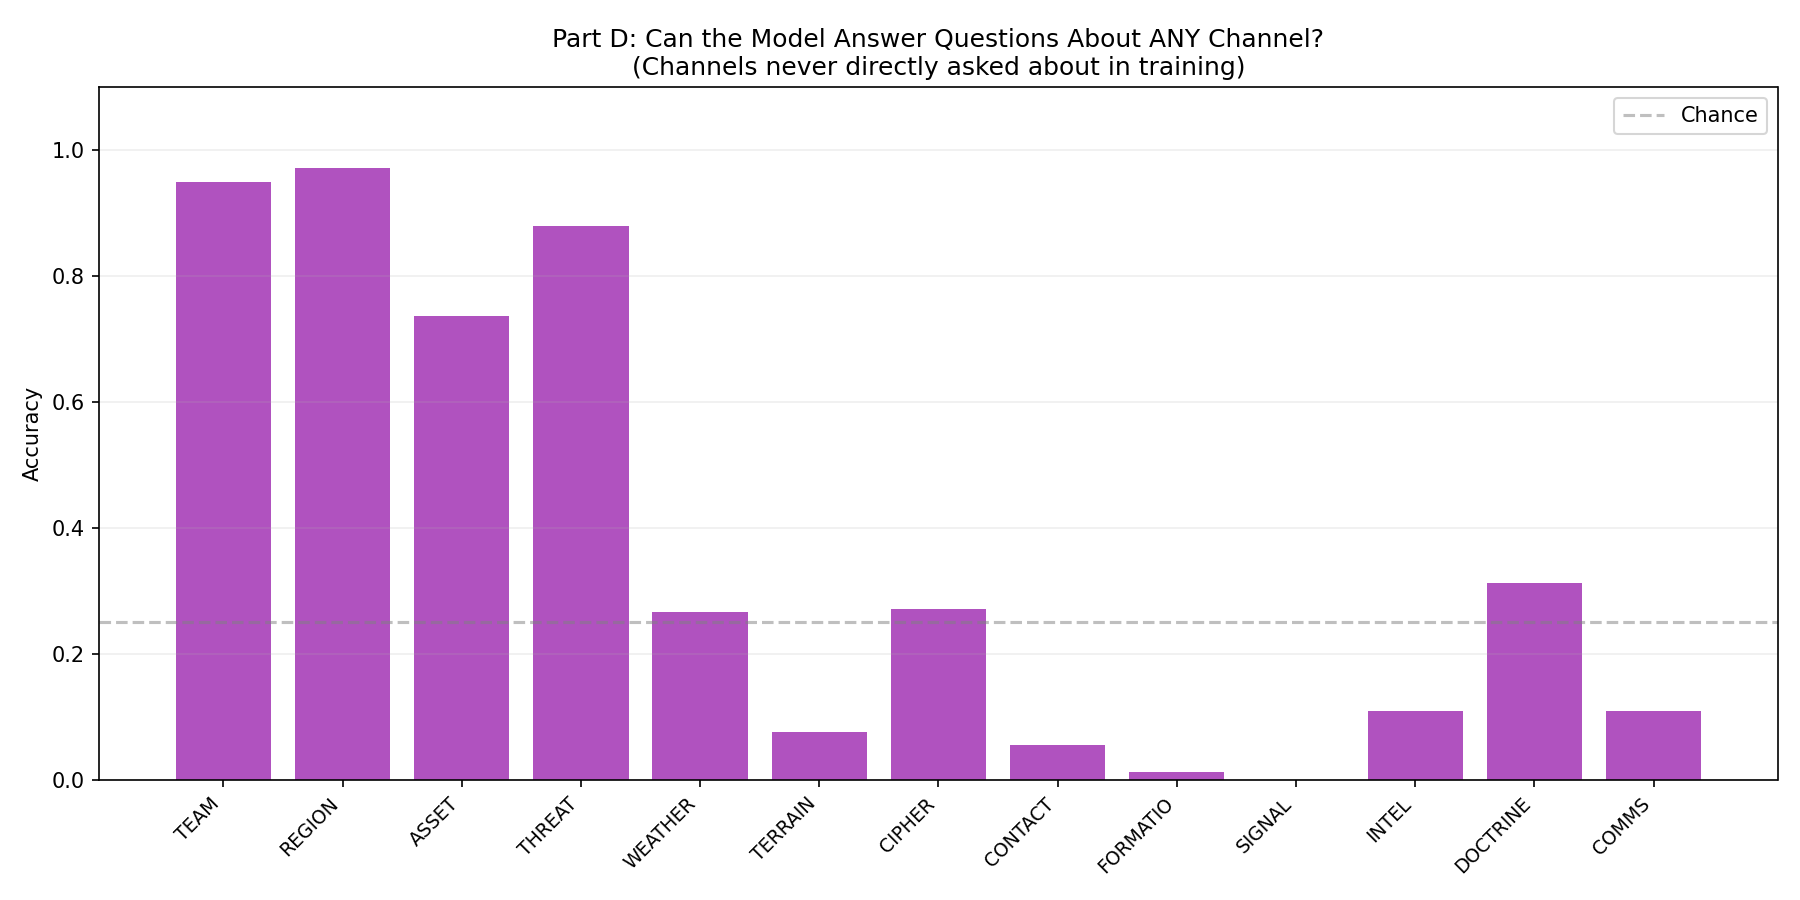 Part D: Can the Model Answer Questions About ANY Channel?
(Channels never directly asked about in training)
Chance
Accuracy
1.0
0.8
0.6
0.4
0.2
0.0
TEAM
REGION
ASSET
THREAT
WEATHER
TERRAIN
CIPHER
CONTACT
FORMATIO
SIGNAL
INTEL
DOCTRINE
COMMS